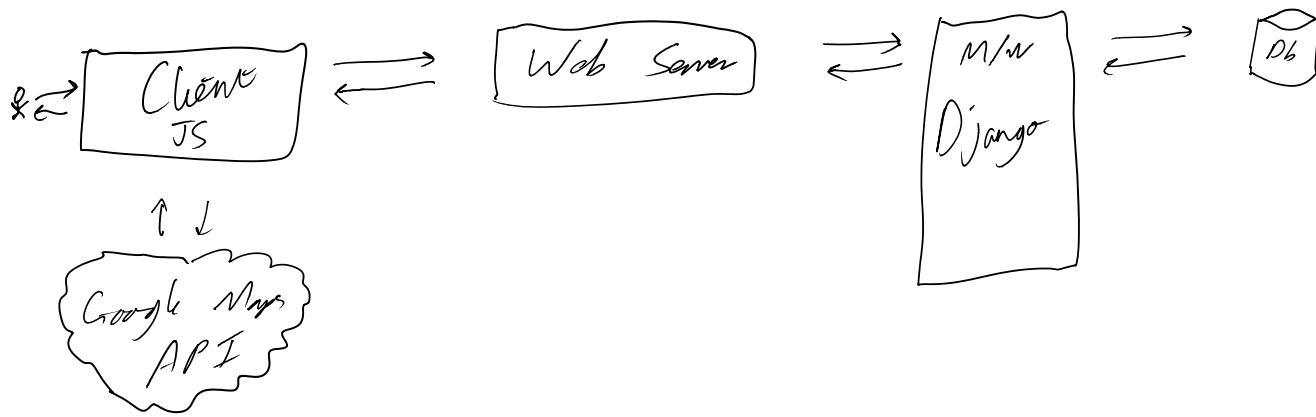 Client
JS
Web Server
M/W
Django
Db
Google Maps
API